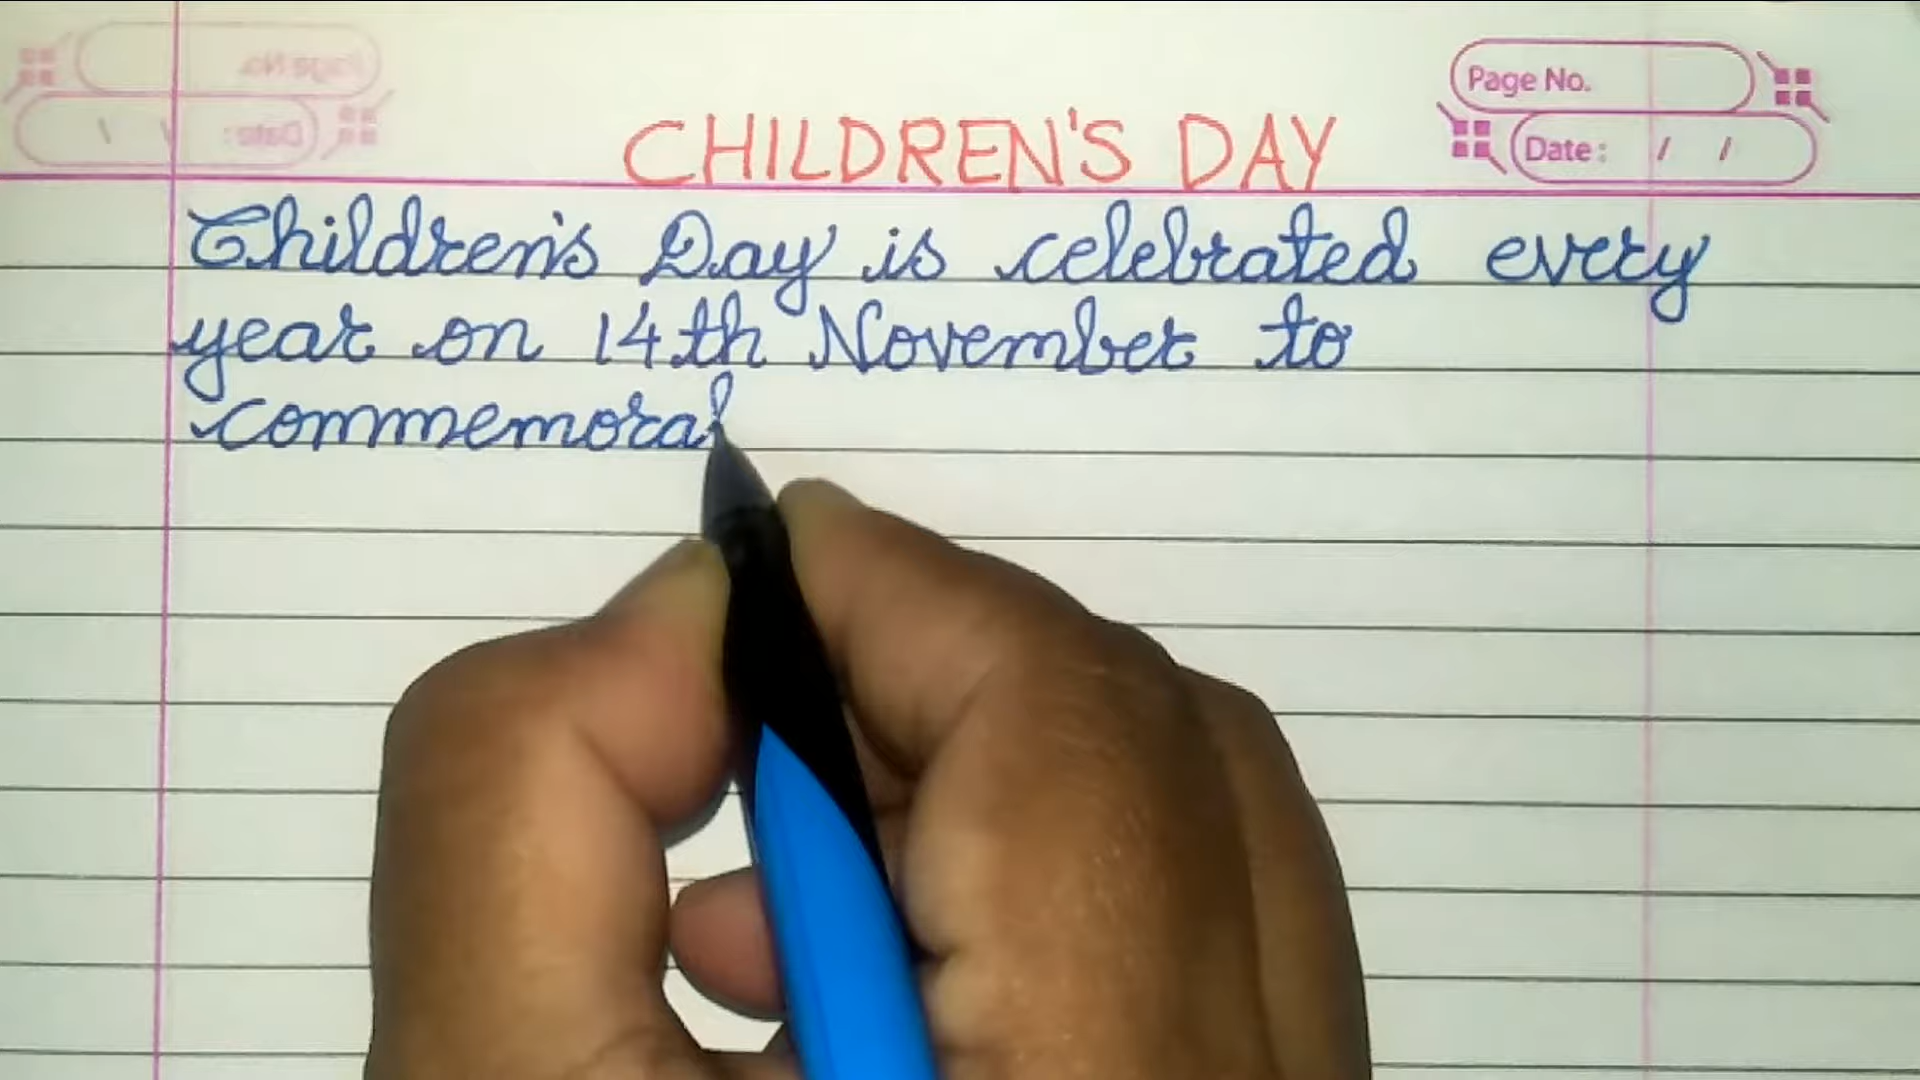 Page No.
CHILDREN'S DAY
Date: / /
Children's Day is celebrated every
year on 14th November to